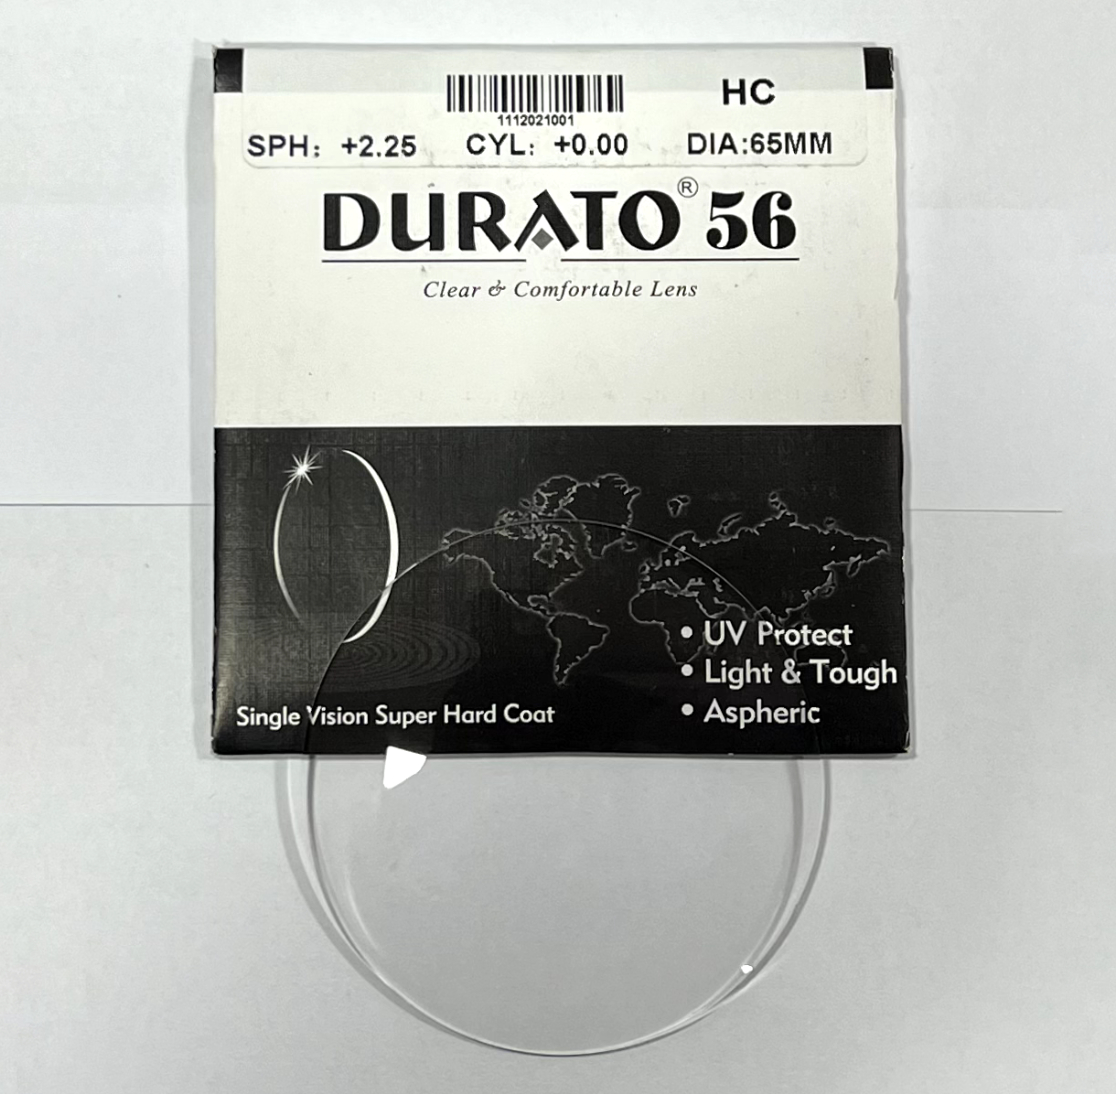 HC
1112021001
SPH: +2.25 CYL: +0.00 DIA:65MM
DURATO® 56
Clear & Comfortable Lens
• UV Protect
• Light & Tough
• Aspheric
Single Vision Super Hard Coat